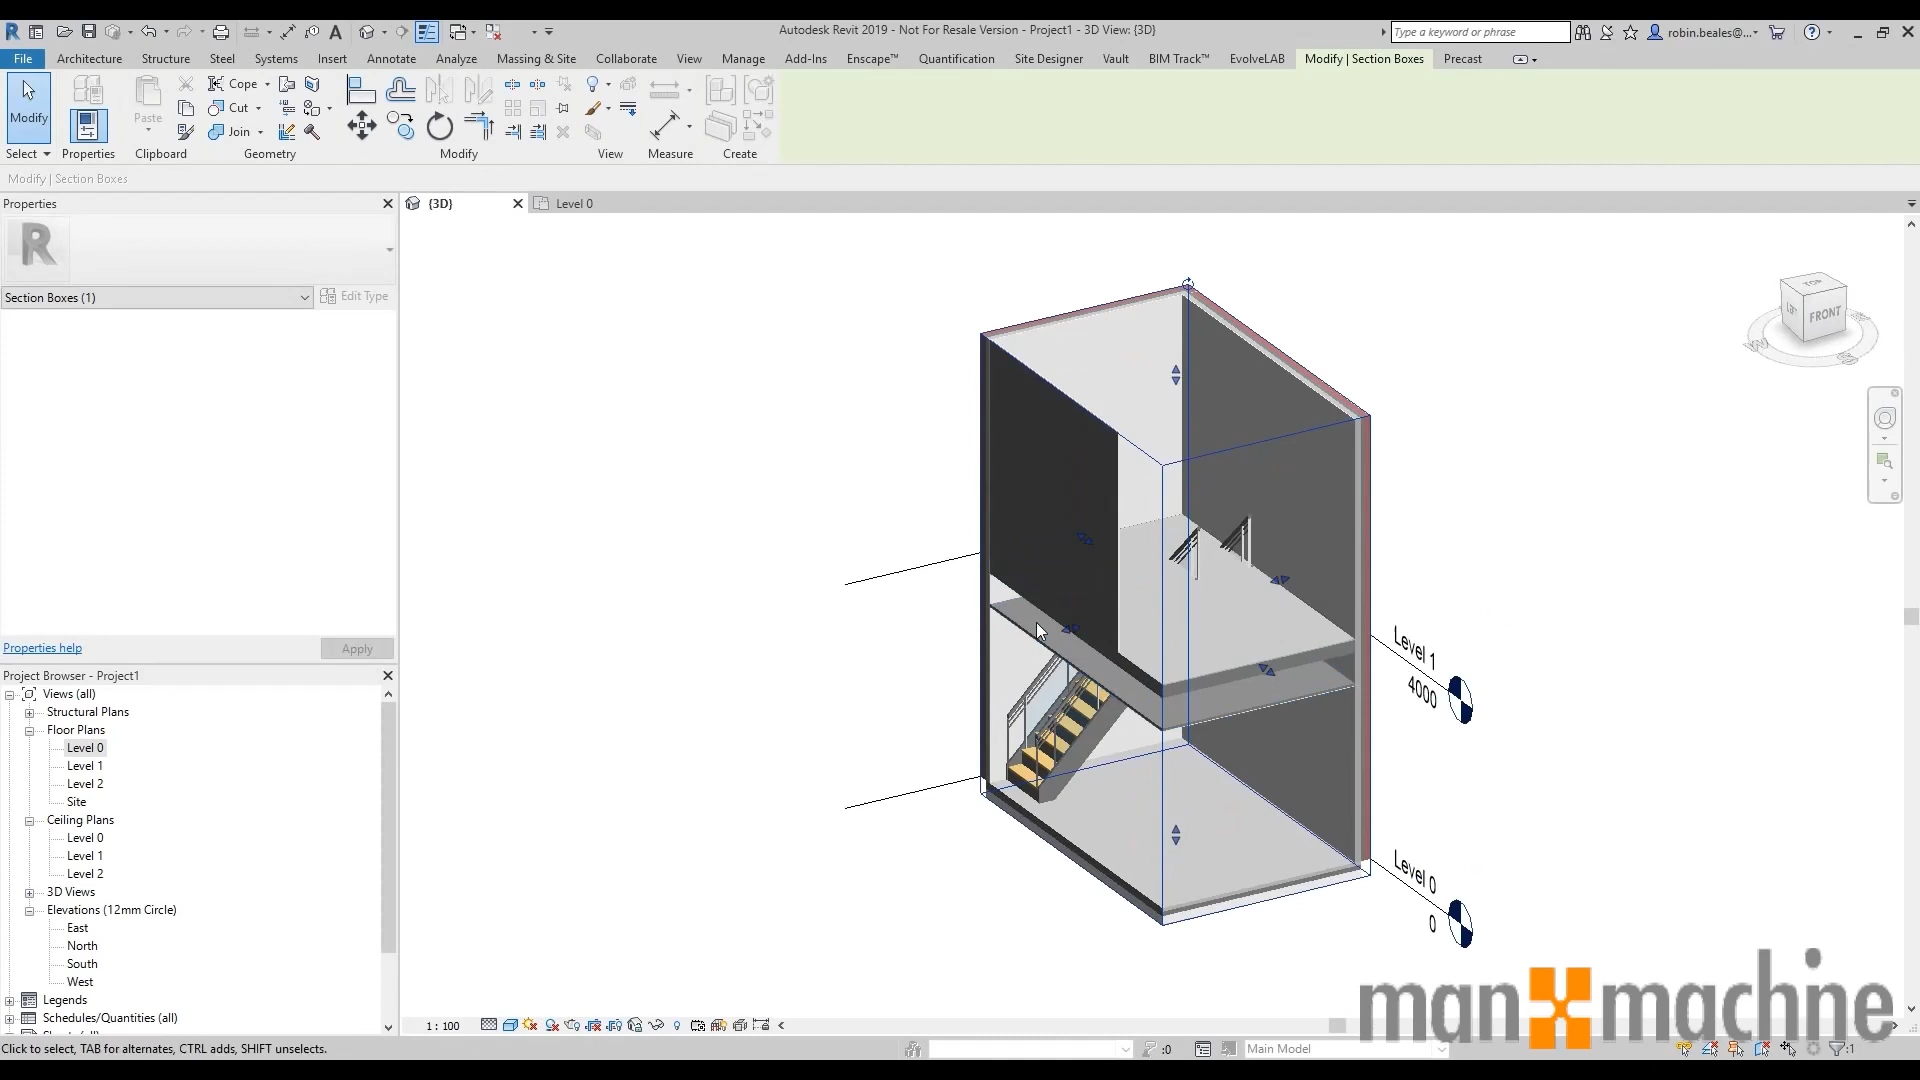 Autodesk Revit 2019 - Not For Resale Version - Project1 - 3D View: {3D}
Type a keyword or phrase
robin.beales@...
File
Architecture
Structure
Steel
Systems
Insert
Annotate
Analyze
Massing & Site
Collaborate
View
Manage
Add-Ins
Enscape™
Quantification
Site Designer
Vault
BIM Track™
EvolveLAB
Modify | Section Boxes
Precast
Modify
Paste
Cope
Cut
Join
Select
Properties
Clipboard
Geometry
Modify
View
Measure
Create
Modify | Section Boxes
Properties
{3D}
Level 0
R
Section Boxes (1)
Edit Type
Properties help
Apply
Project Browser - Project1
Views (all)
Structural Plans
Floor Plans
Level 0
Level 1
Level 2
Site
Ceiling Plans
Level 0
Level 1
Level 2
3D Views
Elevations (12mm Circle)
East
North
South
West
Legends
Schedules/Quantities (all)
TOP
FRONT
Level 1
4000
Level 0
0
1 : 100
Click to select, TAB for alternates, CTRL adds, SHIFT unselects.
:0
Main Model
:1
man machine